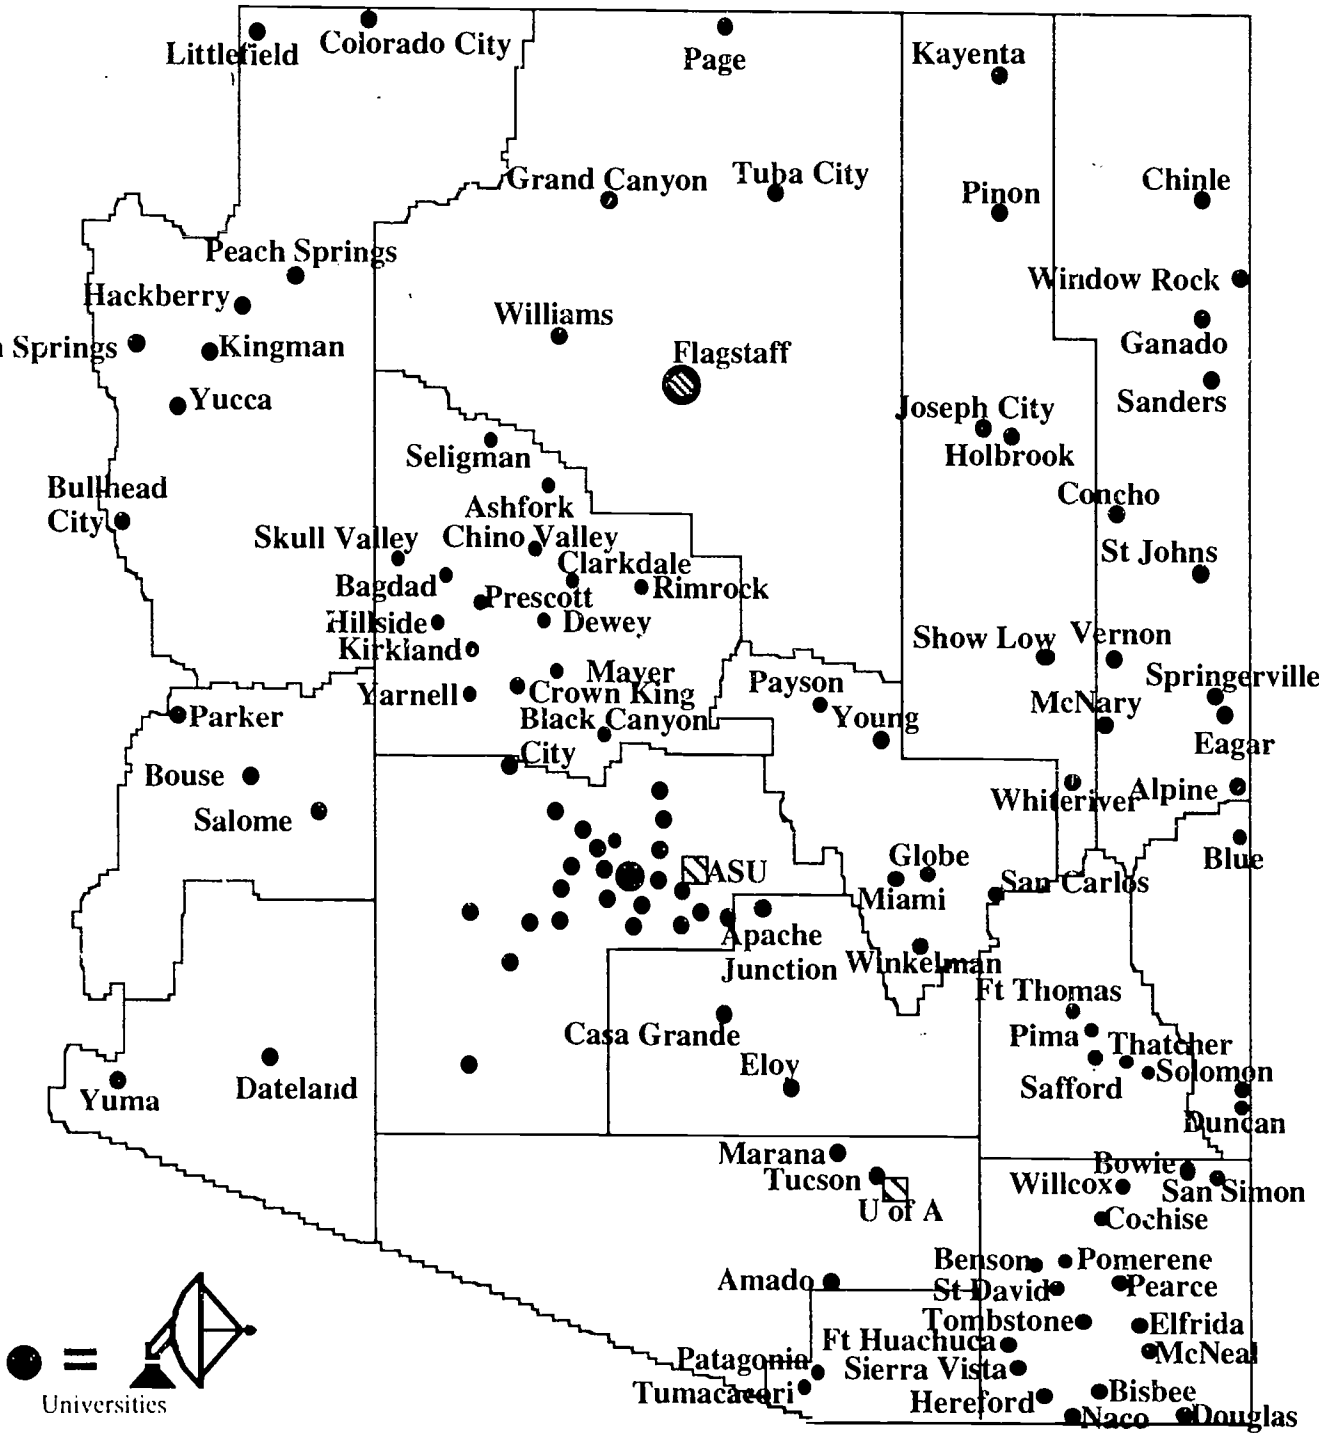 Littlefield
Colorado City
Page
Kayenta
Grand Canyon
Tuba City
Pinon
Chinle
Peach Springs
Hackberry
Window Rock
Springs
Kingman
Williams
Ganado
Flagstaff
Yucca
Sanders
Joseph City
Holbrook
Seligman
Bullhead
City
Ashfork
Concho
Skull Valley
Chino Valley
St Johns
Clarkdale
Bagdad
Prescott
Rimrock
Hillside
Dewey
Kirkland
Show Low
Vernon
Mayer
Springerville
Yarnell
Crown King
Payson
McNary
Parker
Black Canyon
City
Young
Eagar
Bouse
Whiteriver
Alpine
Salome
Globe
Blue
ASU
Miami
San Carlos
Apache
Junction
Winkelman
Ft Thomas
Casa Grande
Pima
Thatcher
Eloy
Solomon
Yuma
Dateland
Safford
Duncan
Marana
Tucson
Bowie
Willcox
San Simon
U of A
Cochise
Benson
Pomerene
Amado
St David
Pearce
Tombstone
Elfrida
Ft Huachuca
McNeal
Patagonia
Sierra Vista
Tumacacori
Hereford
Bisbee
Naco
Douglas
=
Universities